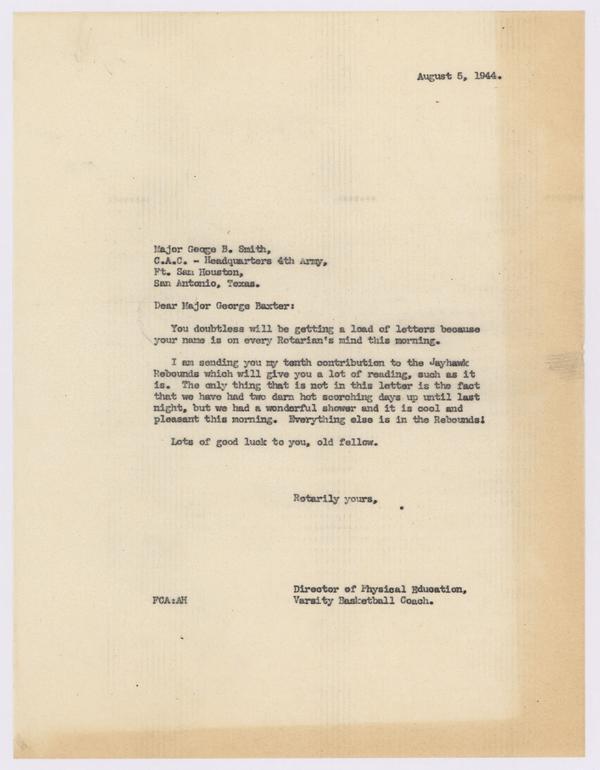 August 5, 1944.
Major Geoge B. Smith,
C.A.C. - Headquarters 4th Army,
Ft. Sam Houston,
San Antonio, Texas.
Dear Major George Baxter:
You doubtless will be getting a load of letters because
your name is on every Rotarian's mind this morning.
I am sending you my tenth contribution to the Jayhawk
Rebounds which will give you a lot of reading, such as it
is. The only thing that is not in this letter is the fact
that we have had two darn hot scorching days up until last
night, but we had a wonderful shower and it is cool and
pleasant this morning. Everything else is in the Rebounds!
Lots of good luck to you, old fellow.
Rotarily yours,
Director of Physical Education,
FCA:AH Varsity Basketball Coach.